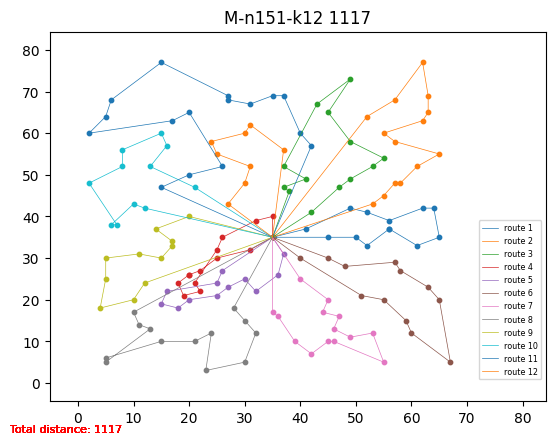 M-n151-k12 1117
80
70
60
50
40
30
20
10
0
route 1
route 2
route 3
route 4
route 5
route 6
route 7
route 8
route 9
route 10
route 11
route 12
0 10 20 30 40 50 60 70 80
Total distance: 1117